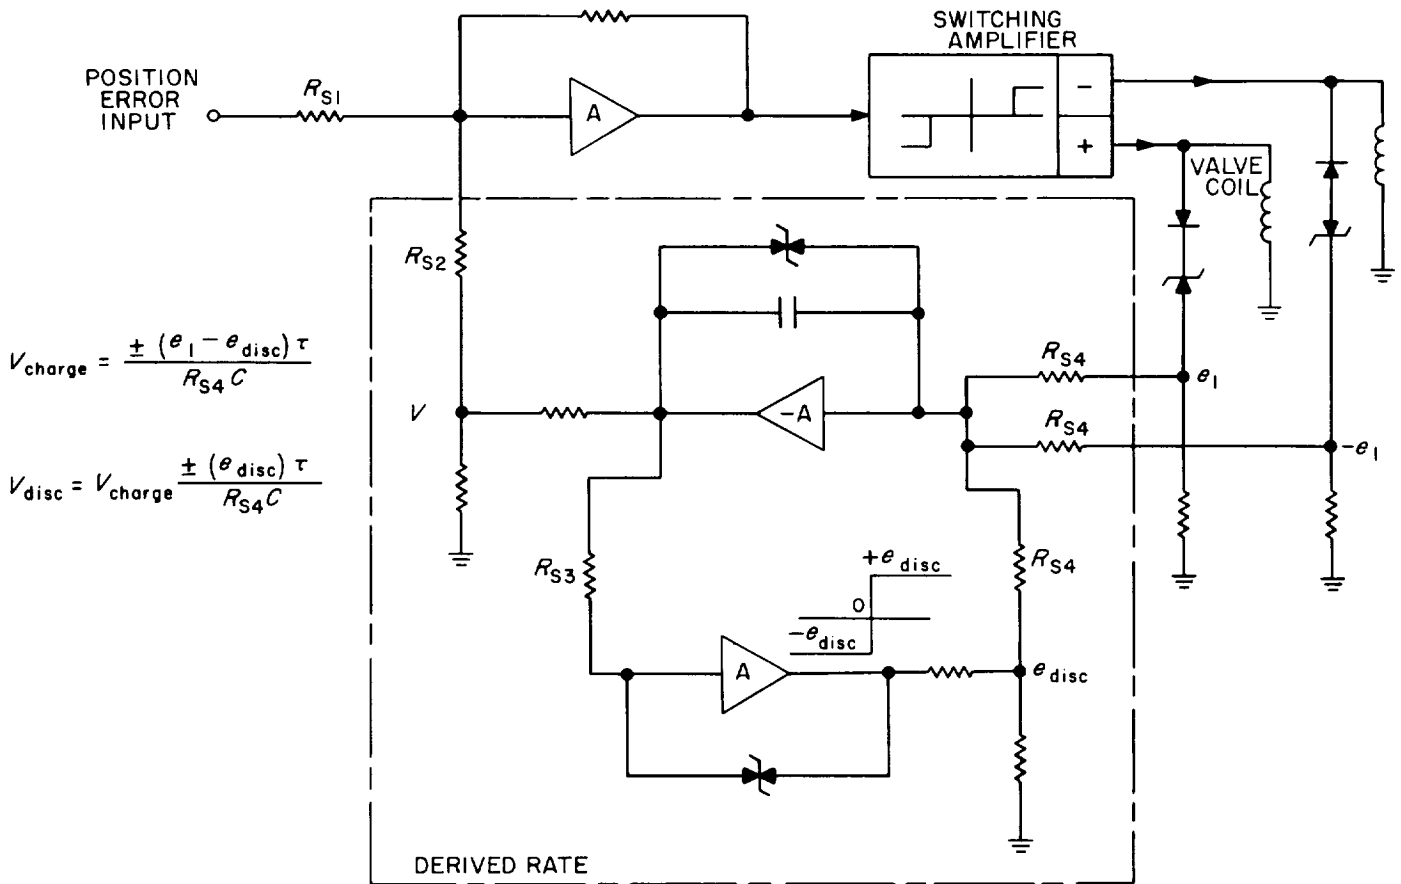 SWITCHING
AMPLIFIER
POSITION
ERROR
INPUT
R_S1
A
−
+
VALVE
COIL
R_S2
V_charge = ± (e_1 − e_disc) τ / R_S4 C
R_S4
e_1
V
−A
R_S4
−e_1
V_disc = V_charge ± (e_disc) τ / R_S4 C
R_S3
+e_disc
R_S4
0
−e_disc
A
e_disc
DERIVED RATE